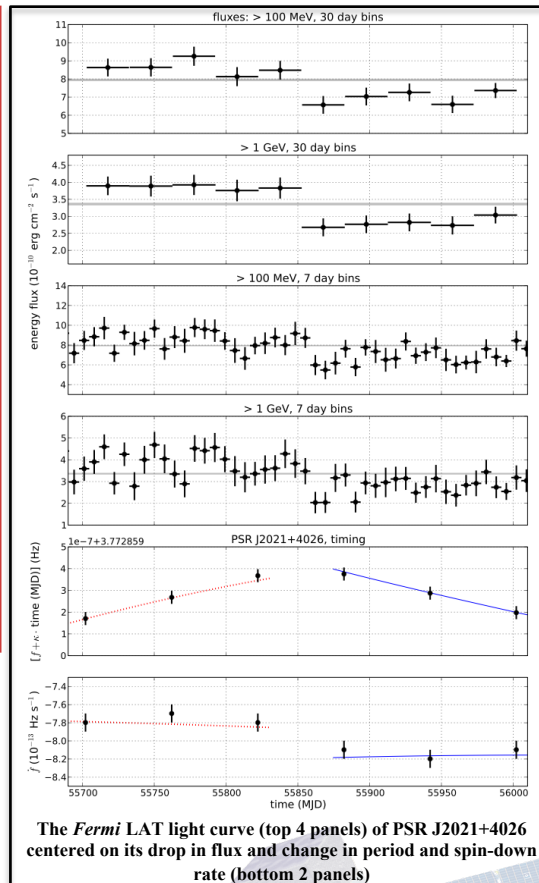 fluxes: > 100 MeV, 30 day bins
11
10
9
8
7
6
5
> 1 GeV, 30 day bins
4.5
4.0
3.5
3.0
2.5
2.0
energy flux (10⁻¹⁰ erg cm⁻² s⁻¹)
> 100 MeV, 7 day bins
14
12
10
8
6
4
> 1 GeV, 7 day bins
6
5
4
3
2
1
1e−7+3.772859
PSR J2021+4026, timing
5
4
3
2
1
0
[f+κ· time (MJD)] (Hz)
−7.4
−7.6
−7.8
−8.0
−8.2
−8.4
ḟ (10⁻¹³ Hz s⁻¹)
55700 55750 55800 55850 55900 55950 56000
time (MJD)
The Fermi LAT light curve (top 4 panels) of PSR J2021+4026
centered on its drop in flux and change in period and spin-down
rate (bottom 2 panels)